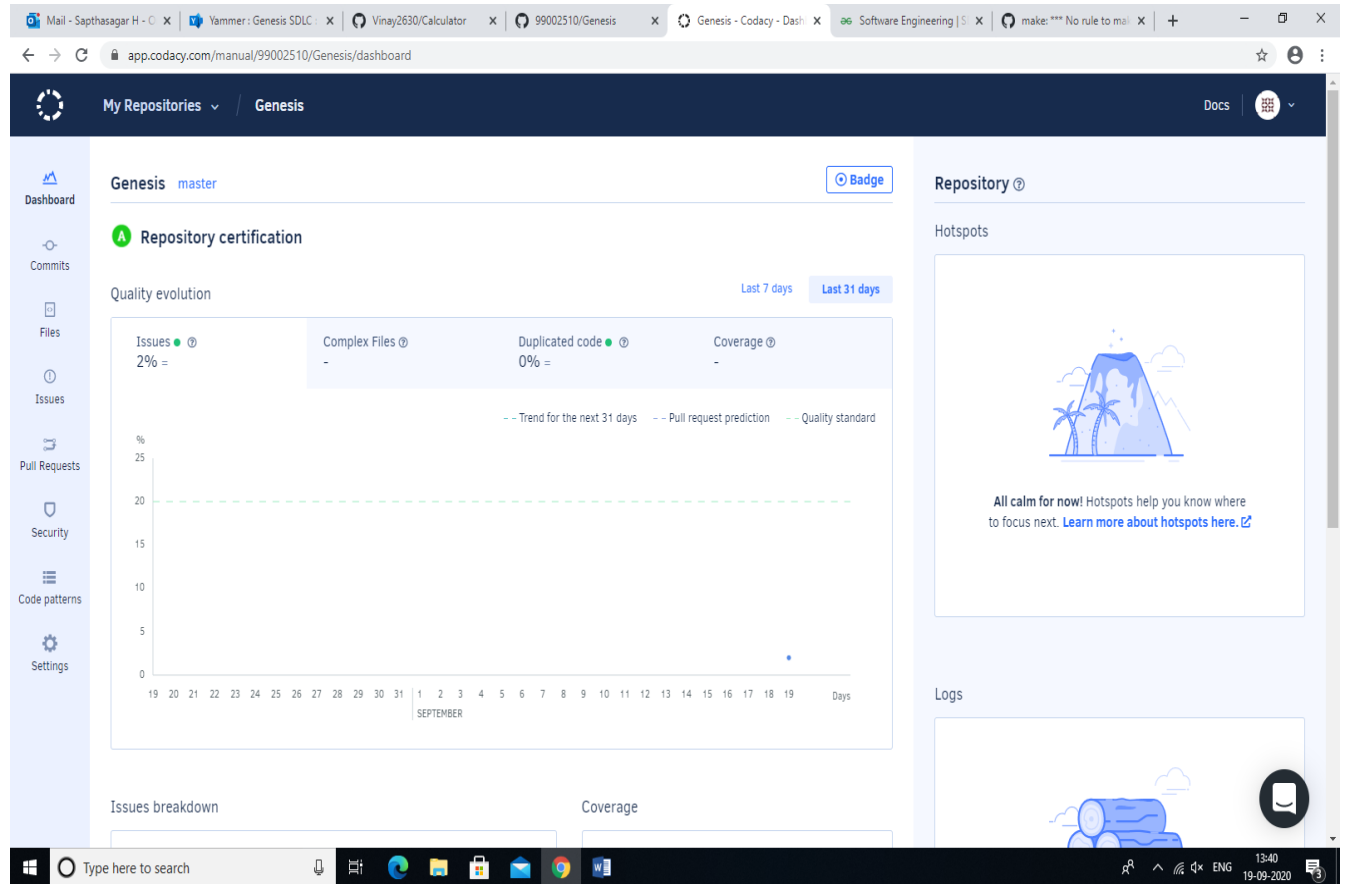 Mail - Sapthasagar H - O
Yammer : Genesis SDLC :
Vinay2630/Calculator
99002510/Genesis
Genesis - Codacy - Dash
Software Engineering | S
make: *** No rule to mak
app.codacy.com/manual/99002510/Genesis/dashboard
My Repositories / Genesis
Docs
Dashboard
Commits
Files
Issues
Pull Requests
Security
Code patterns
Settings
Genesis master
Badge
A Repository certification
Quality evolution
Last 7 days Last 31 days
Issues
2% =
Complex Files
-
Duplicated code
0% =
Coverage
-
Trend for the next 31 days Pull request prediction Quality standard
%
25
20
15
10
5
0
19 20 21 22 23 24 25 26 27 28 29 30 31 1 2 3 4 5 6 7 8 9 10 11 12 13 14 15 16 17 18 19 Days
SEPTEMBER
Issues breakdown
Coverage
Repository
Hotspots
All calm for now! Hotspots help you know where
to focus next. Learn more about hotspots here.
Logs
Type here to search
ENG
13:40
19-09-2020
3